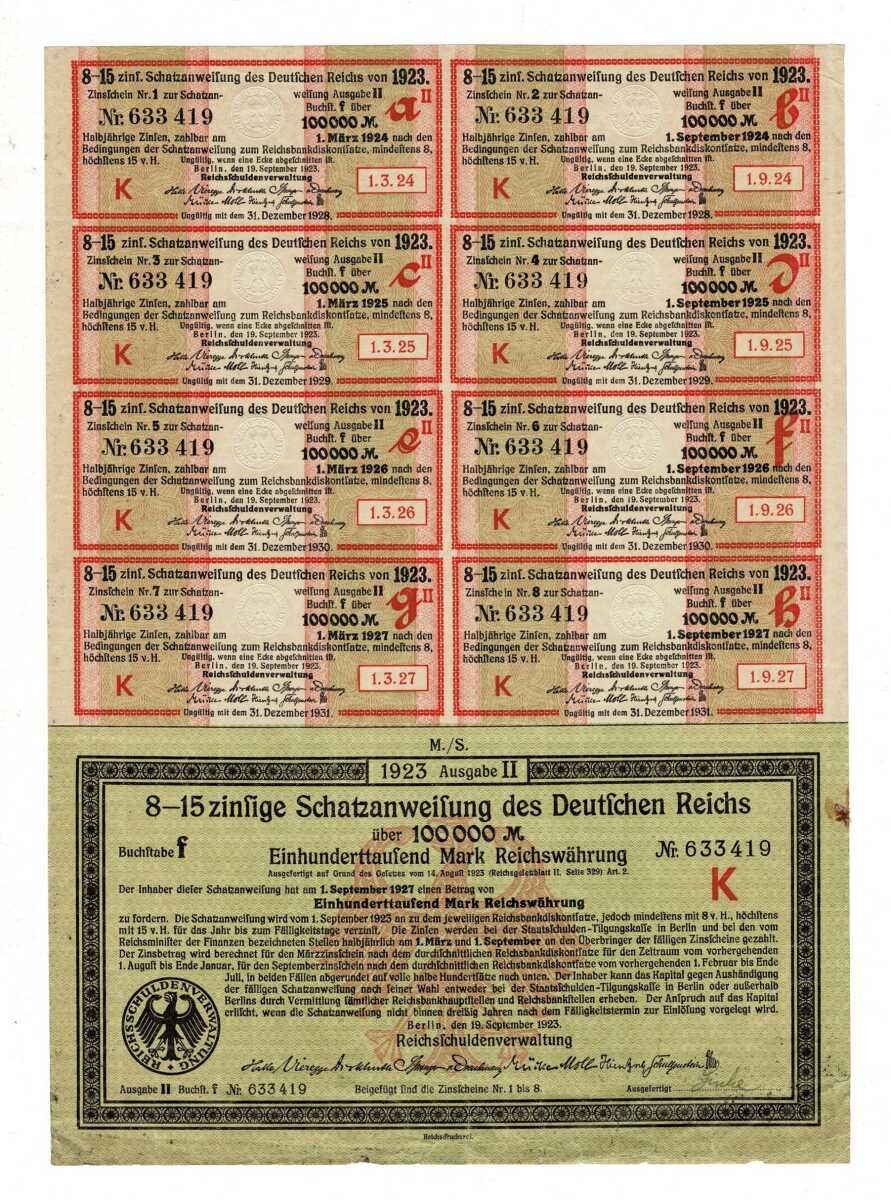 8–15 zinſ. Schatzanweiſung des Deutſchen Reichs von 1923.
Zinsſchein Nr. 1 zur Schatzan- weiſung Ausgabe II
Buchſt. f über
Nr. 633 419
100 000 M.
a II
Halbjährige Zinſen, zahlbar am 1. März 1924 nach den
Bedingungen der Schatzanweiſung zum Reichsbankdiskontſatze, mindeſtens 8,
höchſtens 15 v. H. Ungültig, wenn eine Ecke abgeſchnitten iſt.
Berlin, den 19. September 1923.
Reichsſchuldenverwaltung
K
1.3.24
Ungültig mit dem 31. Dezember 1928.
8–15 zinſ. Schatzanweiſung des Deutſchen Reichs von 1923.
Zinsſchein Nr. 2 zur Schatzan- weiſung Ausgabe II
Buchſt. f über
Nr. 633 419
100 000 M.
b II
Halbjährige Zinſen, zahlbar am 1. September 1924 nach den
Bedingungen der Schatzanweiſung zum Reichsbankdiskontſatze, mindeſtens 8,
höchſtens 15 v. H. Ungültig, wenn eine Ecke abgeſchnitten iſt.
Berlin, den 19. September 1923.
Reichsſchuldenverwaltung
K
1.9.24
Ungültig mit dem 31. Dezember 1928.
8–15 zinſ. Schatzanweiſung des Deutſchen Reichs von 1923.
Zinsſchein Nr. 3 zur Schatzan- weiſung Ausgabe II
Buchſt. f über
Nr. 633 419
100 000 M.
c II
Halbjährige Zinſen, zahlbar am 1. März 1925 nach den
Bedingungen der Schatzanweiſung zum Reichsbankdiskontſatze, mindeſtens 8,
höchſtens 15 v. H. Ungültig, wenn eine Ecke abgeſchnitten iſt.
Berlin, den 19. September 1923.
Reichsſchuldenverwaltung
K
1.3.25
Ungültig mit dem 31. Dezember 1929.
8–15 zinſ. Schatzanweiſung des Deutſchen Reichs von 1923.
Zinsſchein Nr. 4 zur Schatzan- weiſung Ausgabe II
Buchſt. f über
Nr. 633 419
100 000 M.
d II
Halbjährige Zinſen, zahlbar am 1. September 1925 nach den
Bedingungen der Schatzanweiſung zum Reichsbankdiskontſatze, mindeſtens 8,
höchſtens 15 v. H. Ungültig, wenn eine Ecke abgeſchnitten iſt.
Berlin, den 19. September 1923.
Reichsſchuldenverwaltung
K
1.9.25
Ungültig mit dem 31. Dezember 1929.
8–15 zinſ. Schatzanweiſung des Deutſchen Reichs von 1923.
Zinsſchein Nr. 5 zur Schatzan- weiſung Ausgabe II
Buchſt. f über
Nr. 633 419
100 000 M.
e II
Halbjährige Zinſen, zahlbar am 1. März 1926 nach den
Bedingungen der Schatzanweiſung zum Reichsbankdiskontſatze, mindeſtens 8,
höchſtens 15 v. H. Ungültig, wenn eine Ecke abgeſchnitten iſt.
Berlin, den 19. September 1923.
Reichsſchuldenverwaltung
K
1.3.26
Ungültig mit dem 31. Dezember 1930.
8–15 zinſ. Schatzanweiſung des Deutſchen Reichs von 1923.
Zinsſchein Nr. 6 zur Schatzan- weiſung Ausgabe II
Buchſt. f über
Nr. 633 419
100 000 M.
f II
Halbjährige Zinſen, zahlbar am 1. September 1926 nach den
Bedingungen der Schatzanweiſung zum Reichsbankdiskontſatze, mindeſtens 8,
höchſtens 15 v. H. Ungültig, wenn eine Ecke abgeſchnitten iſt.
Berlin, den 19. September 1923.
Reichsſchuldenverwaltung
K
1.9.26
Ungültig mit dem 31. Dezember 1930.
8–15 zinſ. Schatzanweiſung des Deutſchen Reichs von 1923.
Zinsſchein Nr. 7 zur Schatzan- weiſung Ausgabe II
Buchſt. f über
Nr. 633 419
100 000 M.
g II
Halbjährige Zinſen, zahlbar am 1. März 1927 nach den
Bedingungen der Schatzanweiſung zum Reichsbankdiskontſatze, mindeſtens 8,
höchſtens 15 v. H. Ungültig, wenn eine Ecke abgeſchnitten iſt.
Berlin, den 19. September 1923.
Reichsſchuldenverwaltung
K
1.3.27
Ungültig mit dem 31. Dezember 1931.
8–15 zinſ. Schatzanweiſung des Deutſchen Reichs von 1923.
Zinsſchein Nr. 8 zur Schatzan- weiſung Ausgabe II
Buchſt. f über
Nr. 633 419
100 000 M.
h II
Halbjährige Zinſen, zahlbar am 1. September 1927 nach den
Bedingungen der Schatzanweiſung zum Reichsbankdiskontſatze, mindeſtens 8,
höchſtens 15 v. H. Ungültig, wenn eine Ecke abgeſchnitten iſt.
Berlin, den 19. September 1923.
Reichsſchuldenverwaltung
K
1.9.27
Ungültig mit dem 31. Dezember 1931.
M./S.
1923 Ausgabe II
8–15 zinſige Schatzanweiſung des Deutſchen Reichs
über 100 000 M.
Buchſtabe f Einhunderttauſend Mark Reichswährung Nr. 633419
Ausgefertigt auf Grund des Geſetzes vom 14. Auguſt 1923 (Reichsgeſetzblatt II. Seite 329) Art. 2.
K
Der Inhaber dieſer Schatzanweiſung hat am 1. September 1927 einen Betrag von
Einhunderttauſend Mark Reichswährung
zu fordern. Die Schatzanweiſung wird vom 1. September 1923 an zu dem jeweiligen Reichsbankdiskontſatze, jedoch mindeſtens mit 8 v. H., höchſtens
mit 15 v. H. für das Jahr bis zum Fälligkeitstage verzinſt. Die Zinſen werden bei der Staatsſchulden-Tilgungskaſſe in Berlin und bei den vom
Reichsminiſter der Finanzen bezeichneten Stellen halbjährlich am 1. März und 1. September an den Überbringer der fälligen Zinsſcheine gezahlt.
Der Zinsbetrag wird berechnet für den Märzzinsſchein nach dem durchſchnittlichen Reichsbankdiskontſatze für den Zeitraum vom vorhergehenden
1. Auguſt bis Ende Januar, für den Septemberzinsſchein nach dem durchſchnittlichen Reichsbankdiskontſatze vom vorhergehenden 1. Februar bis Ende
Juli, in beiden Fällen abgerundet auf volle halbe Hundertſätze nach unten. Der Inhaber kann das Kapital gegen Aushändigung
der fälligen Schatzanweiſung nach ſeiner Wahl entweder bei der Staatsſchulden-Tilgungskaſſe in Berlin oder außerhalb
Berlins durch Vermittlung ſämtlicher Reichsbankhauptſtellen und Reichsbankſtellen erheben. Der Anſpruch auf das Kapital
erliſcht, wenn die Schatzanweiſung nicht binnen dreißig Jahren nach dem Fälligkeitstermin zur Einlöſung vorgelegt wird.
Berlin, den 19. September 1923.
Reichsſchuldenverwaltung
REICHSSCHULDENVERWALTUNG
Ausgabe II Buchſt. f Nr. 633419 Beigefügt ſind die Zinsſcheine Nr. 1 bis 8. Ausgefertigt
Reichsdruckerei.